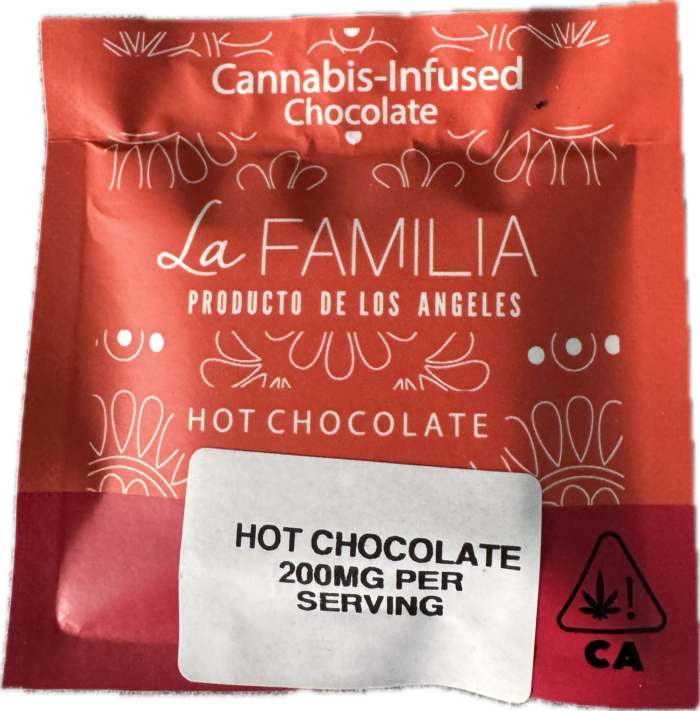 Cannabis-Infused
Chocolate
La FAMILIA
PRODUCTO DE LOS ANGELES
HOT CHOCOLATE
HOT CHOCOLATE
200MG PER
SERVING
!
CA